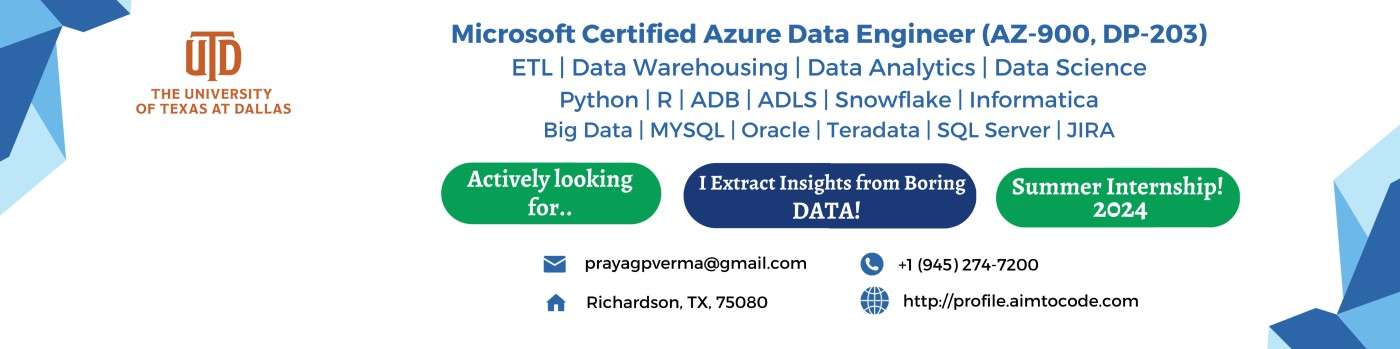 UTD
THE UNIVERSITY
OF TEXAS AT DALLAS
Microsoft Certified Azure Data Engineer (AZ-900, DP-203)
ETL | Data Warehousing | Data Analytics | Data Science
Python | R | ADB | ADLS | Snowflake | Informatica
Big Data | MYSQL | Oracle | Teradata | SQL Server | JIRA
Actively looking
for..
I Extract Insights from Boring
DATA!
Summer Internship!
2024
prayagpverma@gmail.com
+1 (945) 274-7200
Richardson, TX, 75080
http://profile.aimtocode.com